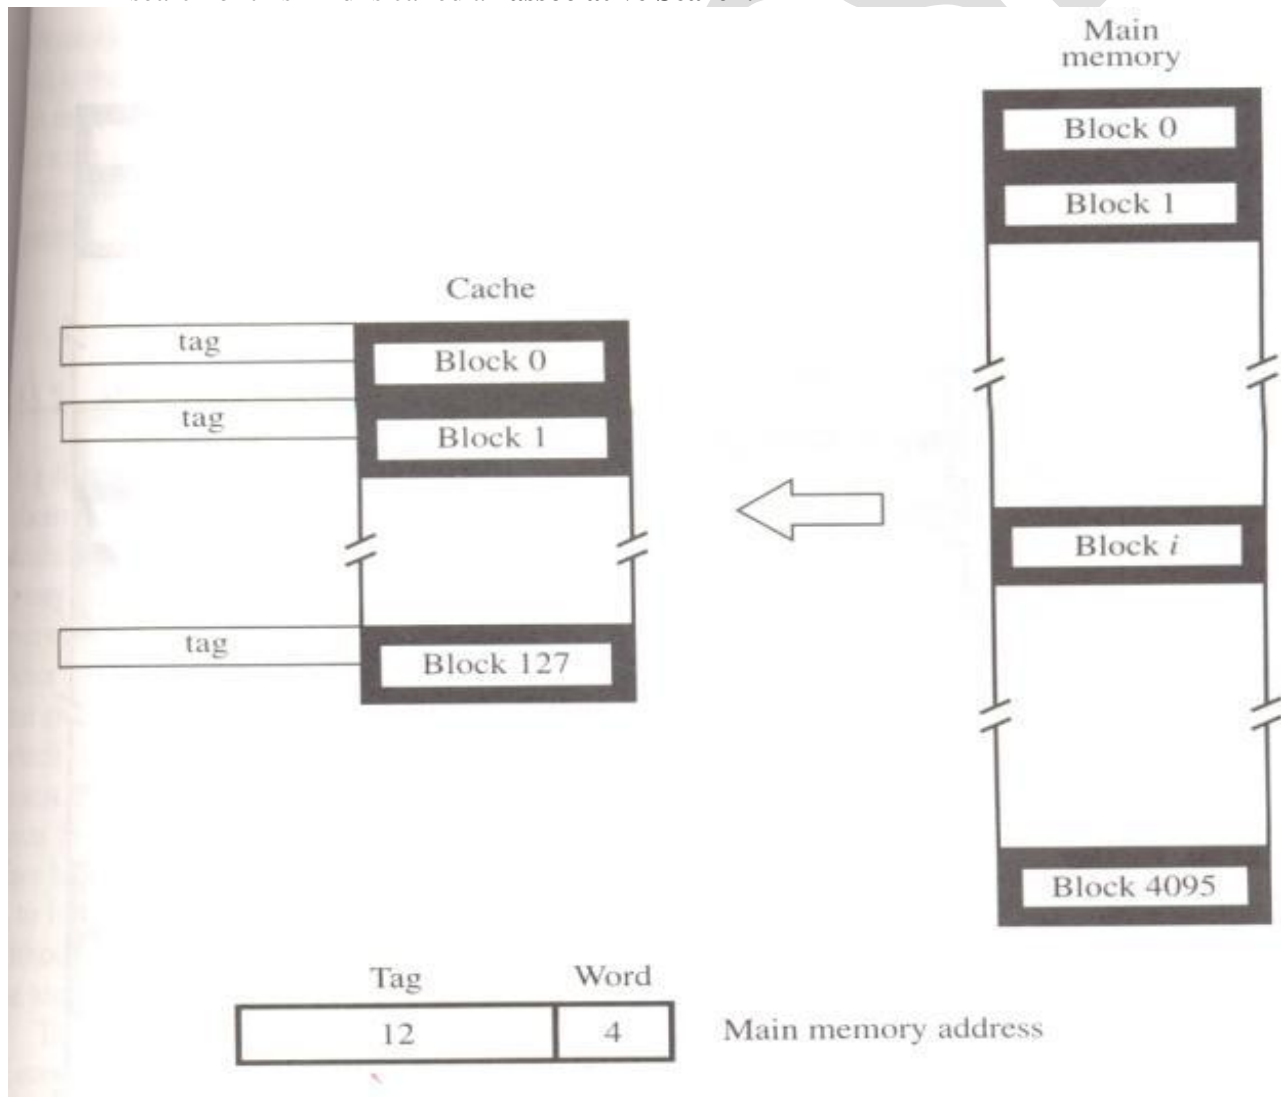 Main
memory
Block 0
Block 1
Cache
tag
Block 0
tag
Block 1
Block i
tag
Block 127
Block 4095
Tag Word
12 4 Main memory address